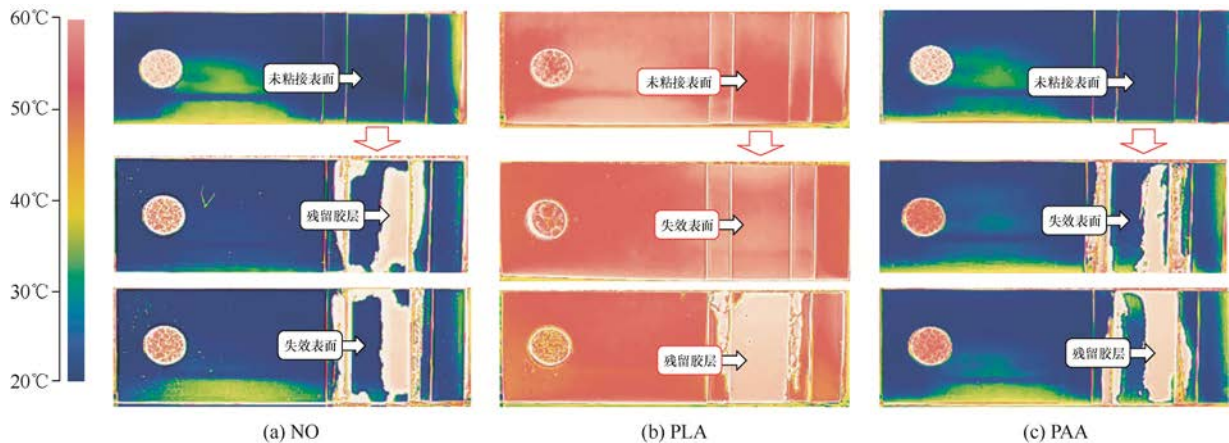 60℃
50℃
40℃
30℃
20℃
未粘接表面
残留胶层
失效表面
(a) NO
未粘接表面
失效表面
残留胶层
(b) PLA
未粘接表面
失效表面
残留胶层
(c) PAA